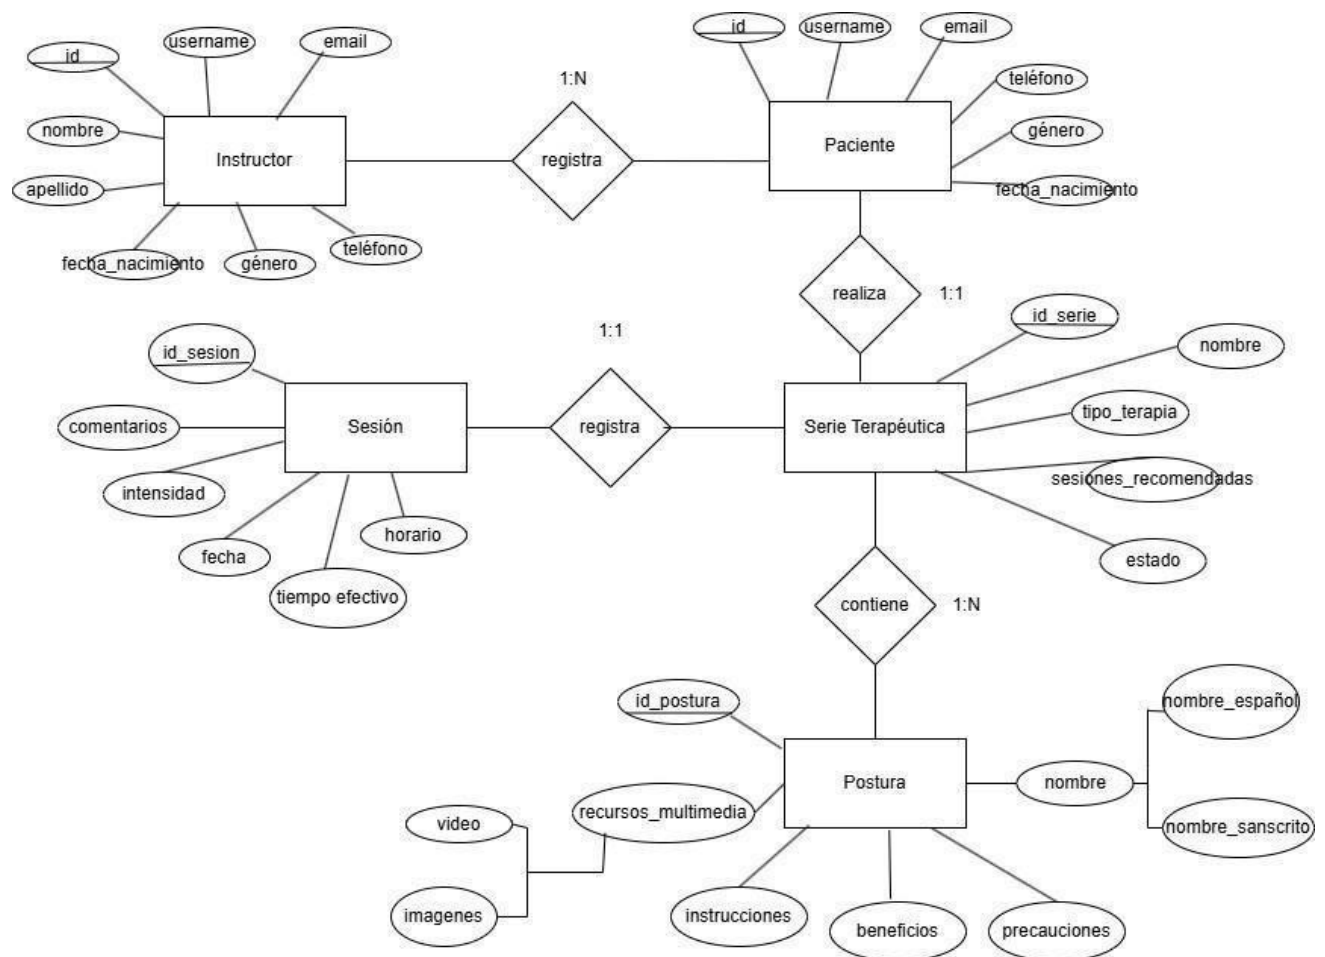 id
username
email
nombre
apellido
fecha_nacimiento
género
teléfono
Instructor
1:N
registra
id
username
email
teléfono
género
fecha_nacimiento
Paciente
realiza
1:1
id_sesion
comentarios
intensidad
fecha
tiempo efectivo
horario
Sesión
1:1
registra
id_serie
nombre
tipo_terapia
sesiones_recomendadas
estado
Serie Terapéutica
contiene
1:N
id_postura
recursos_multimedia
video
imagenes
Postura
nombre
nombre_español
nombre_sanscrito
instrucciones
beneficios
precauciones